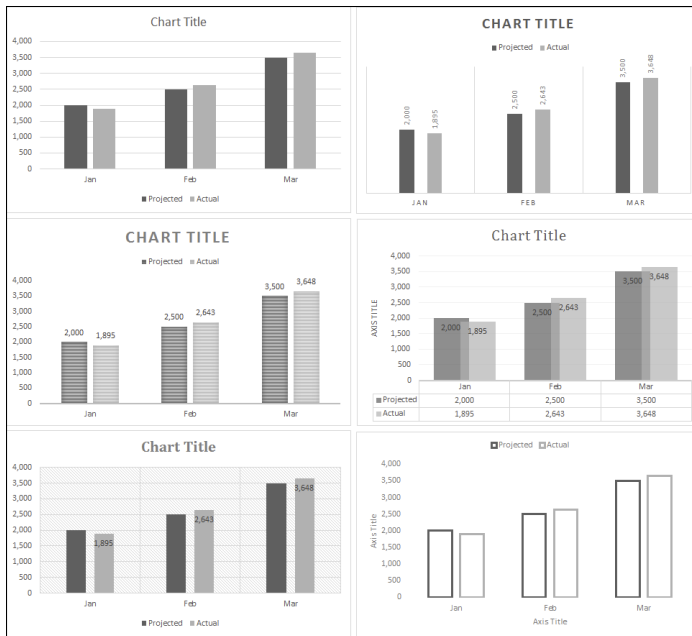 Chart Title
4,000
3,500
3,000
2,500
2,000
1,500
1,000
500
0
Jan Feb Mar
Projected Actual
CHART TITLE
Projected Actual
2,000 1,895 2,500 2,643 3,500 3,648
JAN FEB MAR
CHART TITLE
Projected Actual
4,000
3,500
3,000
2,500
2,000
1,500
1,000
500
0
2,000 1,895 2,500 2,643 3,500 3,648
Jan Feb Mar
Chart Title
AXIS TITLE
4,000
3,500
3,000
2,500
2,000
1,500
1,000
500
0
2,000 1,895 2,500 2,643 3,500 3,648
Jan Feb Mar
Projected 2,000 2,500 3,500
Actual 1,895 2,643 3,648
Chart Title
4,000
3,500
3,000
2,500
2,000
1,500
1,000
500
0
1,895 2,643 3,648
Jan Feb Mar
Projected Actual
Projected Actual
Axis Title
4,000
3,500
3,000
2,500
2,000
1,500
1,000
500
0
Jan Feb Mar
Axis Title